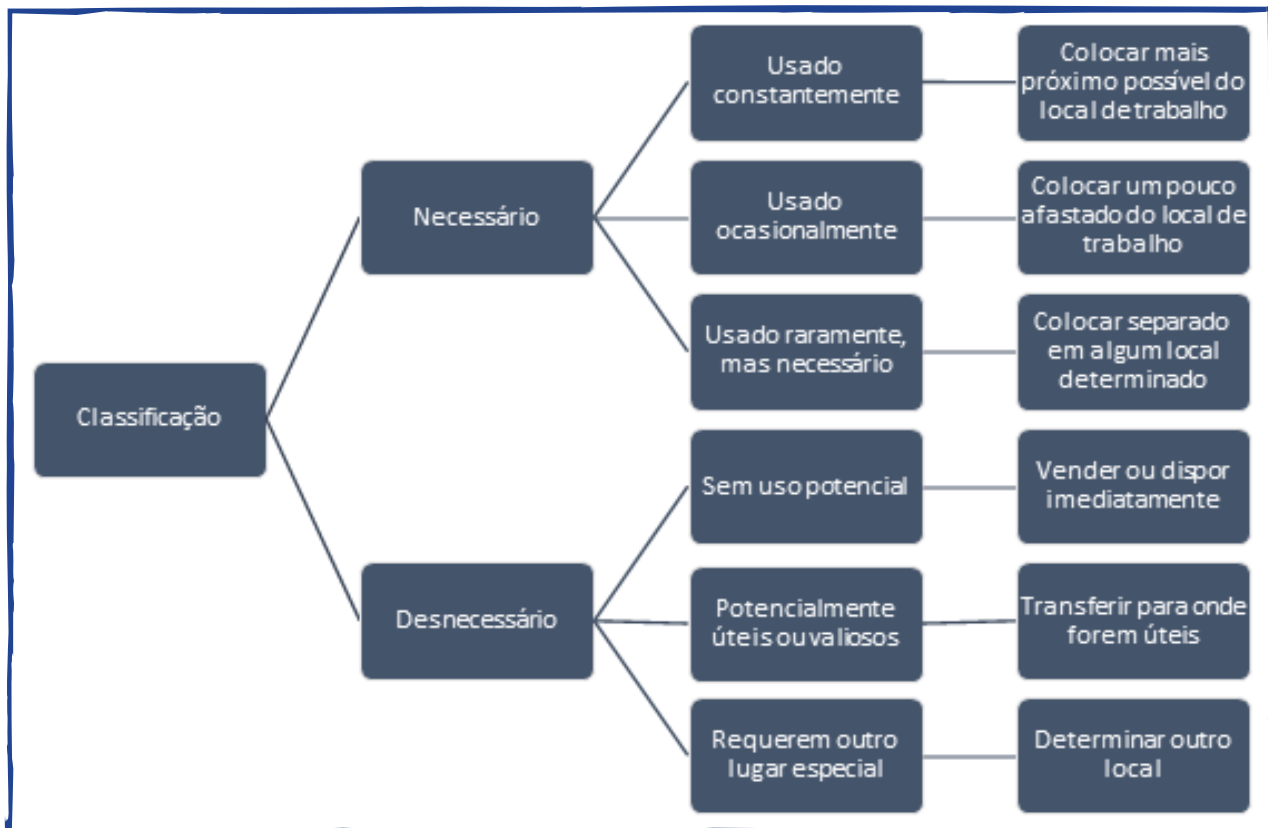 Classificação
Necessário
Usado
constantemente
Colocar mais
próximo possível do
local de trabalho
Usado
ocasionalmente
Colocar um pouco
afastado do local de
trabalho
Usado raramente,
mas necessário
Colocar separado
em algum local
determinado
Desnecessário
Sem uso potencial
Vender ou dispor
imediatamente
Potencialmente
úteis ou valiosos
Transferir para onde
forem úteis
Requerem outro
lugar especial
Determinar outro
local